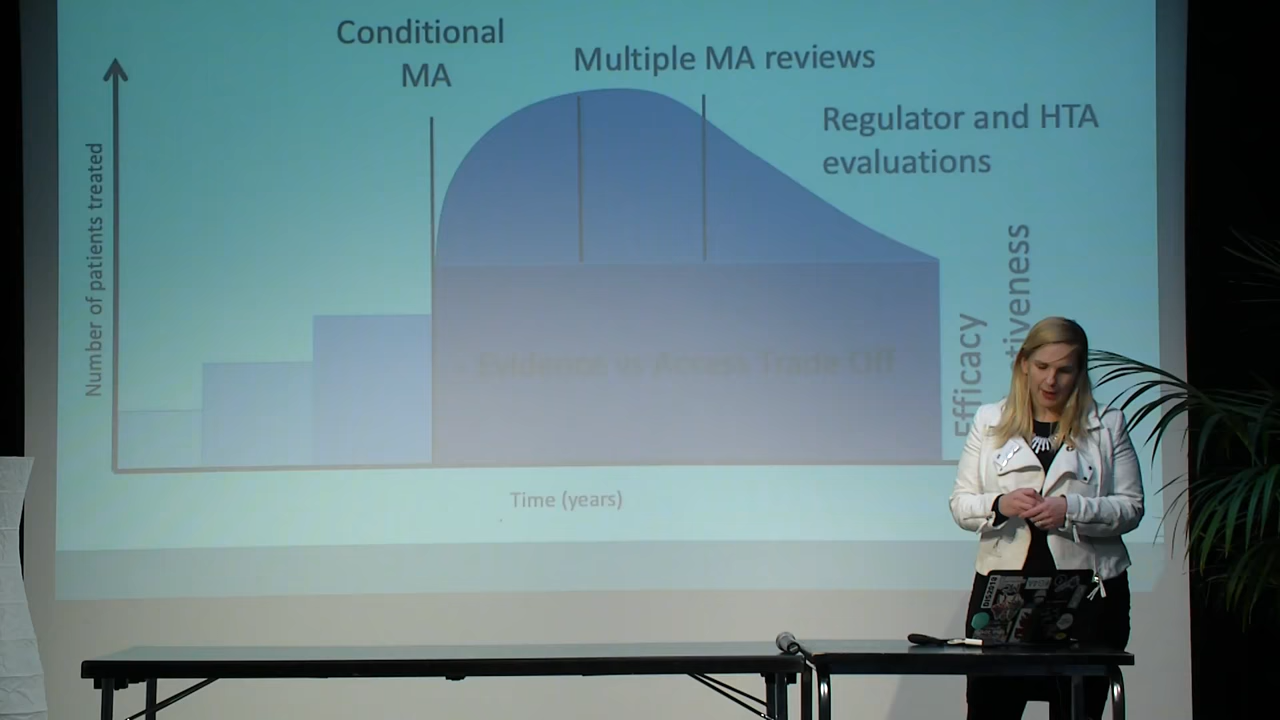 Conditional
MA
Multiple MA reviews
Regulator and HTA
evaluations
Number of patients treated
Evidence vs Access Trade Off
Efficacy
tiveness
Time (years)